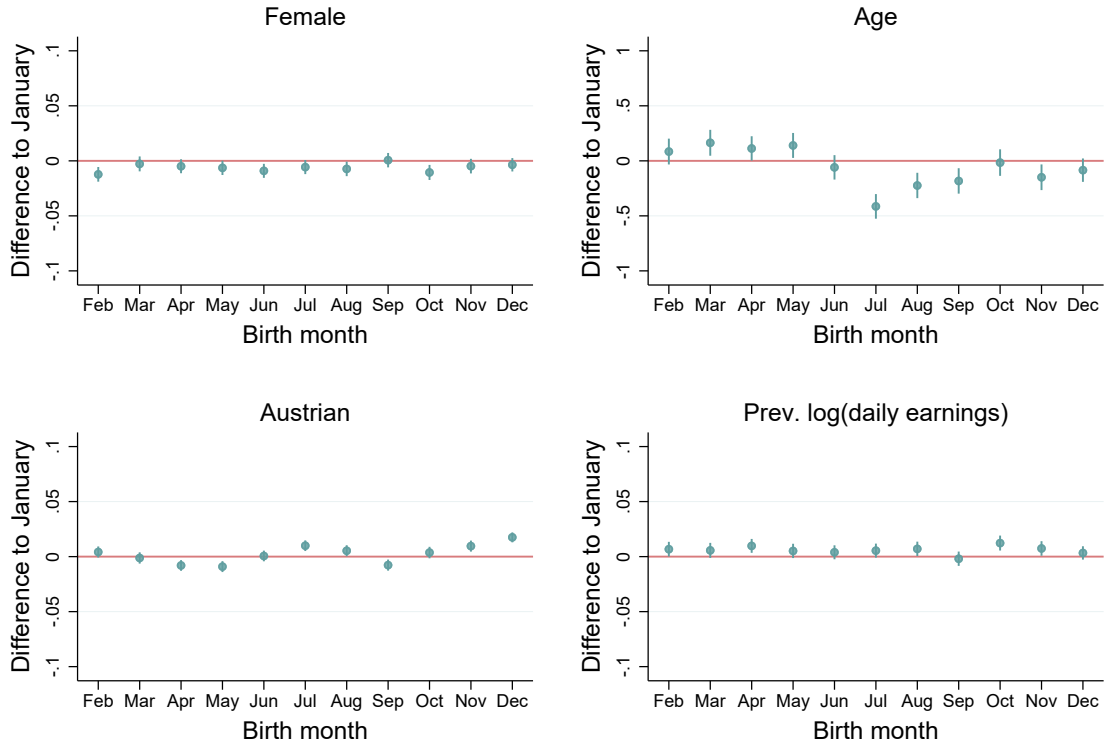 Female
Difference to January
.1
.05
0
-.05
-.1
Feb Mar Apr May Jun Jul Aug Sep Oct Nov Dec
Birth month
Age
Difference to January
1
.5
0
-.5
-1
Feb Mar Apr May Jun Jul Aug Sep Oct Nov Dec
Birth month
Austrian
Difference to January
.1
.05
0
-.05
-.1
Feb Mar Apr May Jun Jul Aug Sep Oct Nov Dec
Birth month
Prev. log(daily earnings)
Difference to January
.1
.05
0
-.05
-.1
Feb Mar Apr May Jun Jul Aug Sep Oct Nov Dec
Birth month